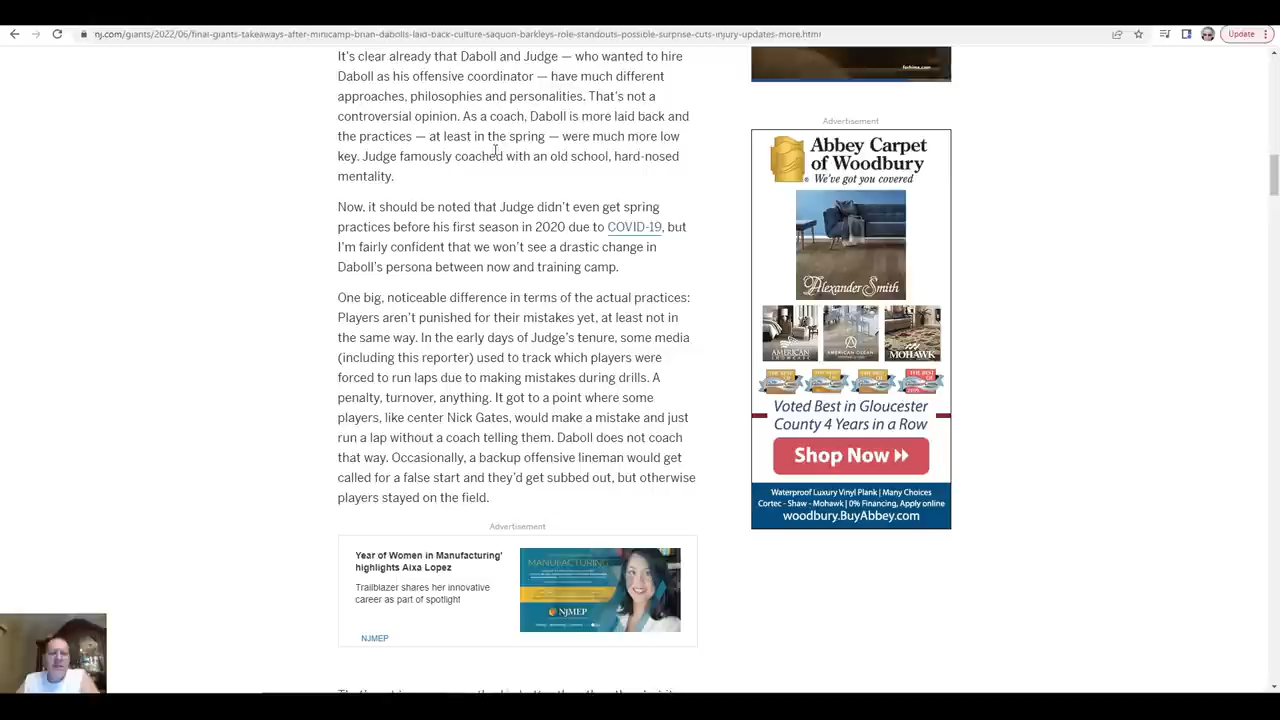 nj.com/giants/2022/06/final-giants-takeaways-after-minicamp-brian-dabolls-laid-back-culture-saquon-barkleys-role-standouts-possible-surprise-cuts-injury-updates-more.html
Update
It's clear already that Daboll and Judge — who wanted to hire
Daboll as his offensive coordinator — have much different
approaches, philosophies and personalities. That's not a
controversial opinion. As a coach, Daboll is more laid back and
the practices — at least in the spring — were much more low
key. Judge famously coached with an old school, hard-nosed
mentality.
Now, it should be noted that Judge didn't even get spring
practices before his first season in 2020 due to COVID-19, but
I'm fairly confident that we won't see a drastic change in
Daboll's persona between now and training camp.
One big, noticeable difference in terms of the actual practices:
Players aren't punished for their mistakes yet, at least not in
the same way. In the early days of Judge's tenure, some media
(including this reporter) used to track which players were
forced to run laps due to making mistakes during drills. A
penalty, turnover, anything. It got to a point where some
players, like center Nick Gates, would make a mistake and just
run a lap without a coach telling them. Daboll does not coach
that way. Occasionally, a backup offensive lineman would get
called for a false start and they'd get subbed out, but otherwise
players stayed on the field.
Advertisement
Year of Women in Manufacturing'
highlights Aixa Lopez
Trailblazer shares her innovative
career as part of spotlight
NJMEP
MANUFACTURING
NJMEP
Advertisement
Abbey Carpet
of Woodbury
We've got you covered
Alexander Smith
AMERICAN
AMERICAN OLEAN
MOHAWK
Voted Best in Gloucester
County 4 Years in a Row
Shop Now
Waterproof Luxury Vinyl Plank | Many Choices
Cortec - Shaw - Mohawk | 0% Financing, Apply online
woodbury.BuyAbbey.com